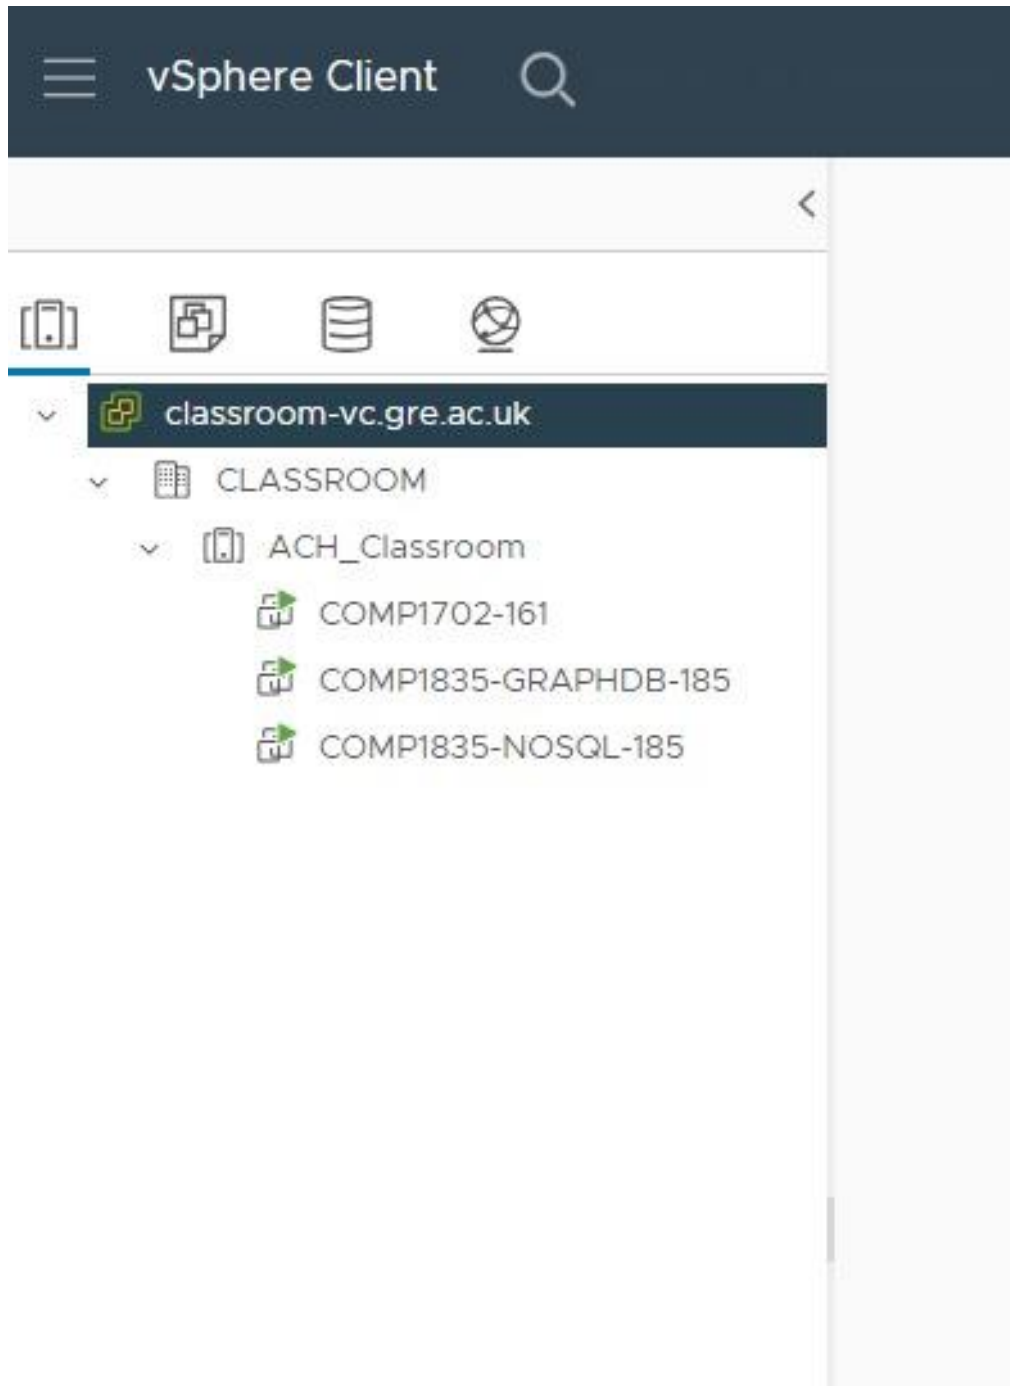 vSphere Client
classroom-vc.gre.ac.uk
CLASSROOM
ACH_Classroom
COMP1702-161
COMP1835-GRAPHDB-185
COMP1835-NOSQL-185